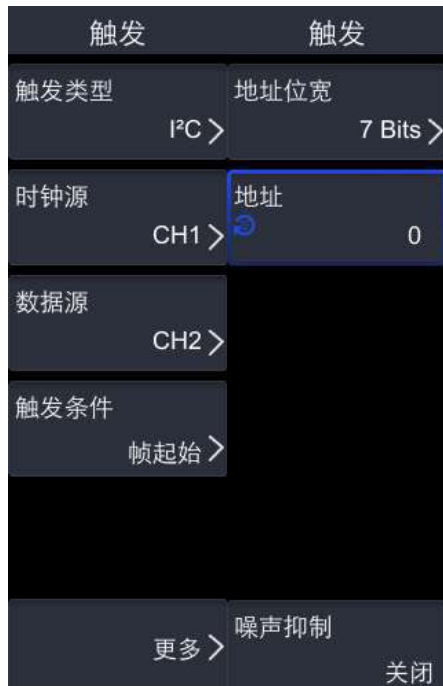 触发
触发类型
I²C
时钟源
CH1
数据源
CH2
触发条件
帧起始
更多
触发
地址位宽
7 Bits
地址
0
噪声抑制
关闭